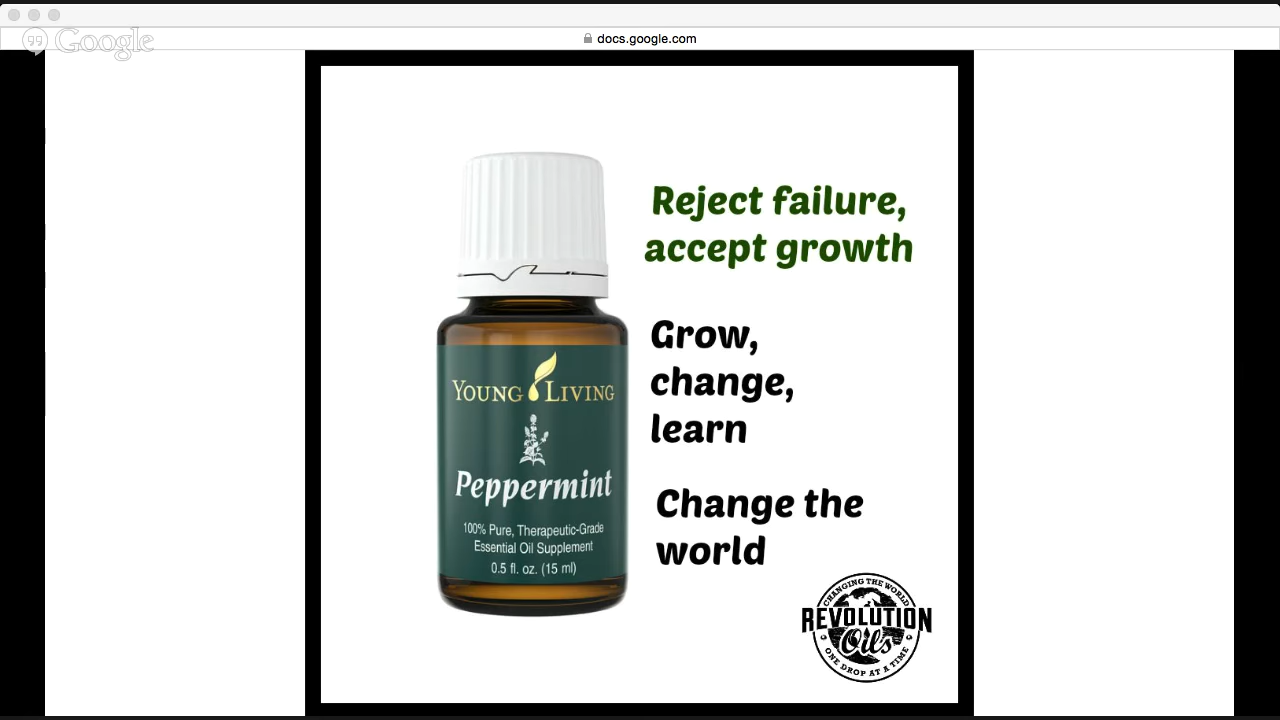 Google
docs.google.com
Reject failure,
accept growth
Grow,
change,
learn
Change the
world
YOUNG LIVING
Peppermint
100% Pure, Therapeutic-Grade
Essential Oil Supplement
0.5 fl. oz. (15 ml)
CHANGING THE WORLD
REVOLUTION
Oils
ONE DROP AT A TIME